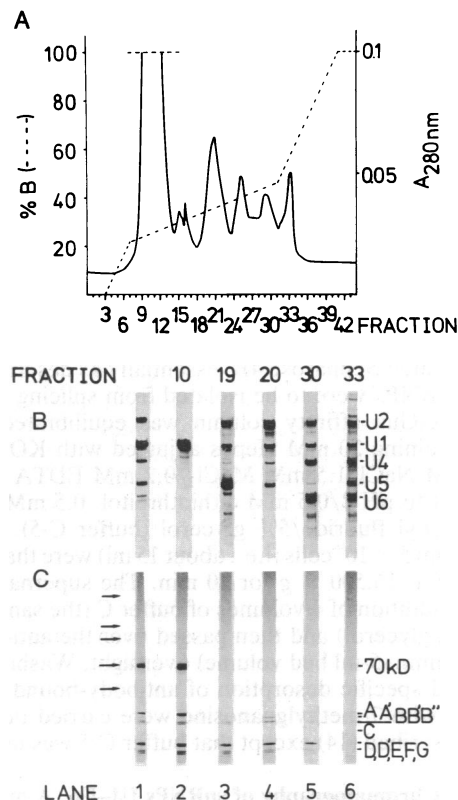 A
100
80
60
40
20
% B (----)
0.1
0.05
A280nm
3 6 9 12 15 18 21 24 27 30 33 36 39 42 FRACTION
FRACTION 10 19 20 30 33
B
U2
U1
U4
U5
U6
C
70kD
A A' B B' B"
C
D, D', E, F, G
LANE 1 2 3 4 5 6